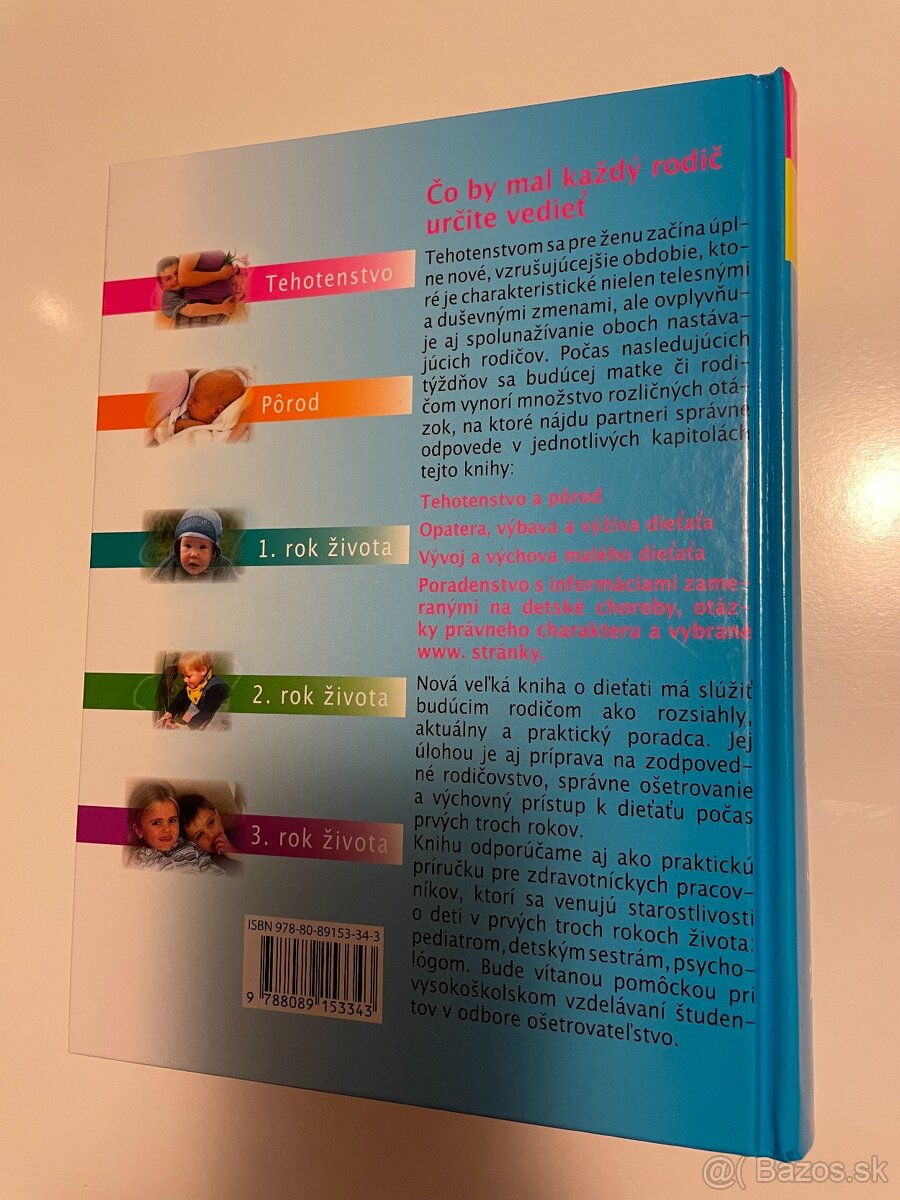 Čo by mal každý rodič
určite vedieť
Tehotenstvom sa pre ženu začína úpl-
ne nové, vzrušujúcejšie obdobie, kto-
ré je charakteristické nielen telesnými
a duševnými zmenami, ale ovplyvňu-
je aj spolunažívanie oboch nastáva-
júcich rodičov. Počas nasledujúcich
týždňov sa budúcej matke či rodi-
čom vynorí množstvo rozličných otá-
zok, na ktoré nájdu partneri správne
odpovede v jednotlivých kapitolách
tejto knihy:
Tehotenstvo a pôrod
Opatera, výbava a výživa dieťaťa
Vývoj a výchova malého dieťaťa
Poradenstvo s informáciami zame-
ranými na detské choroby, otáz-
ky právneho charakteru a vybrané
www. stránky.
Nová veľká kniha o dieťati má slúžiť
budúcim rodičom ako rozsiahly,
aktuálny a praktický poradca. Jej
úlohou je aj príprava na zodpoved-
né rodičovstvo, správne ošetrovanie
a výchovný prístup k dieťaťu počas
prvých troch rokov.
Knihu odporúčame aj ako praktickú
príručku pre zdravotníckych pracov-
níkov, ktorí sa venujú starostlivosti
o deti v prvých troch rokoch života:
pediatrom, detským sestrám, psycho-
lógom. Bude vítanou pomôckou pri
vysokoškolskom vzdelávaní študen-
tov v odbore ošetrovateľstvo.
Tehotenstvo
Pôrod
1. rok života
2. rok života
3. rok života
ISBN 978-80-89153-34-3
9 788089 153343
@( Bazos.sk